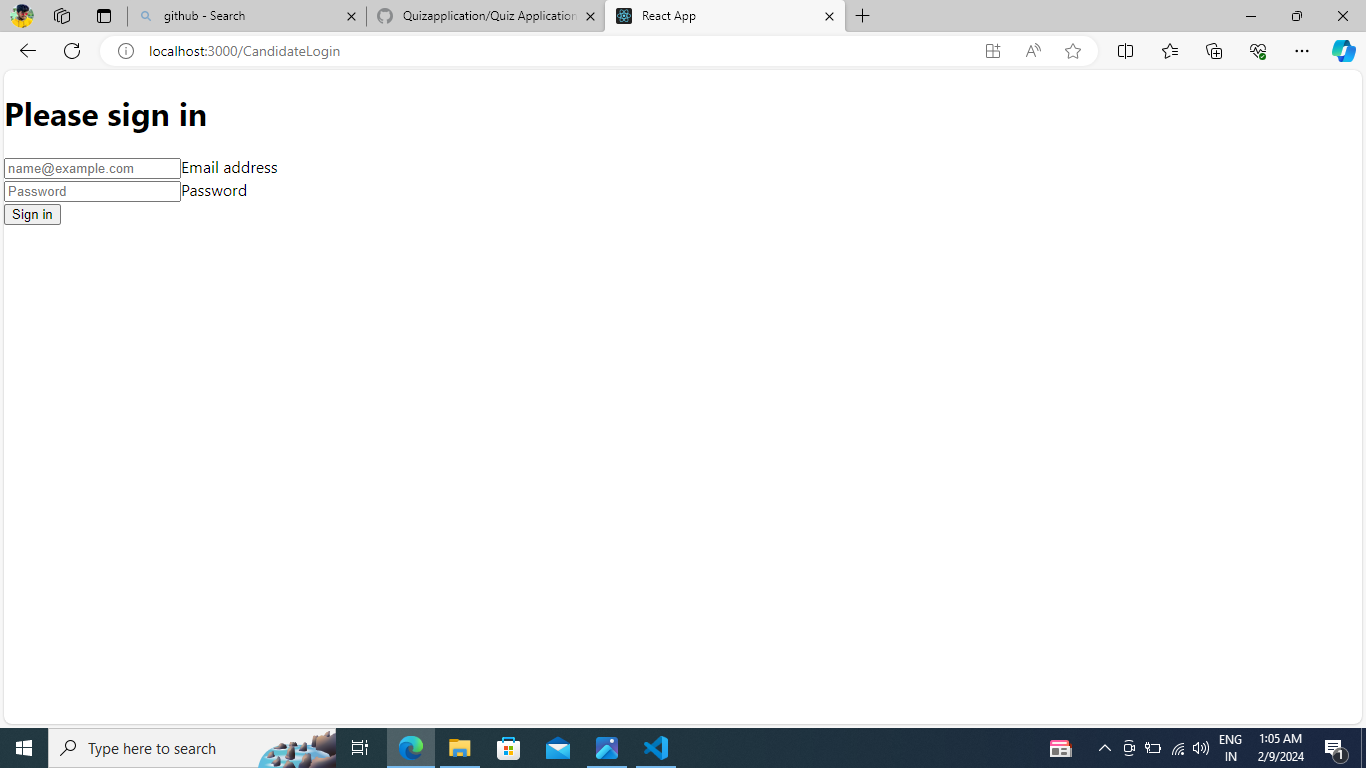 github - Search
Quizapplication/Quiz Application
React App
localhost:3000/CandidateLogin
Please sign in
name@example.com Email address
Password Password
Sign in
Type here to search
ENG
IN
1:05 AM
2/9/2024
1